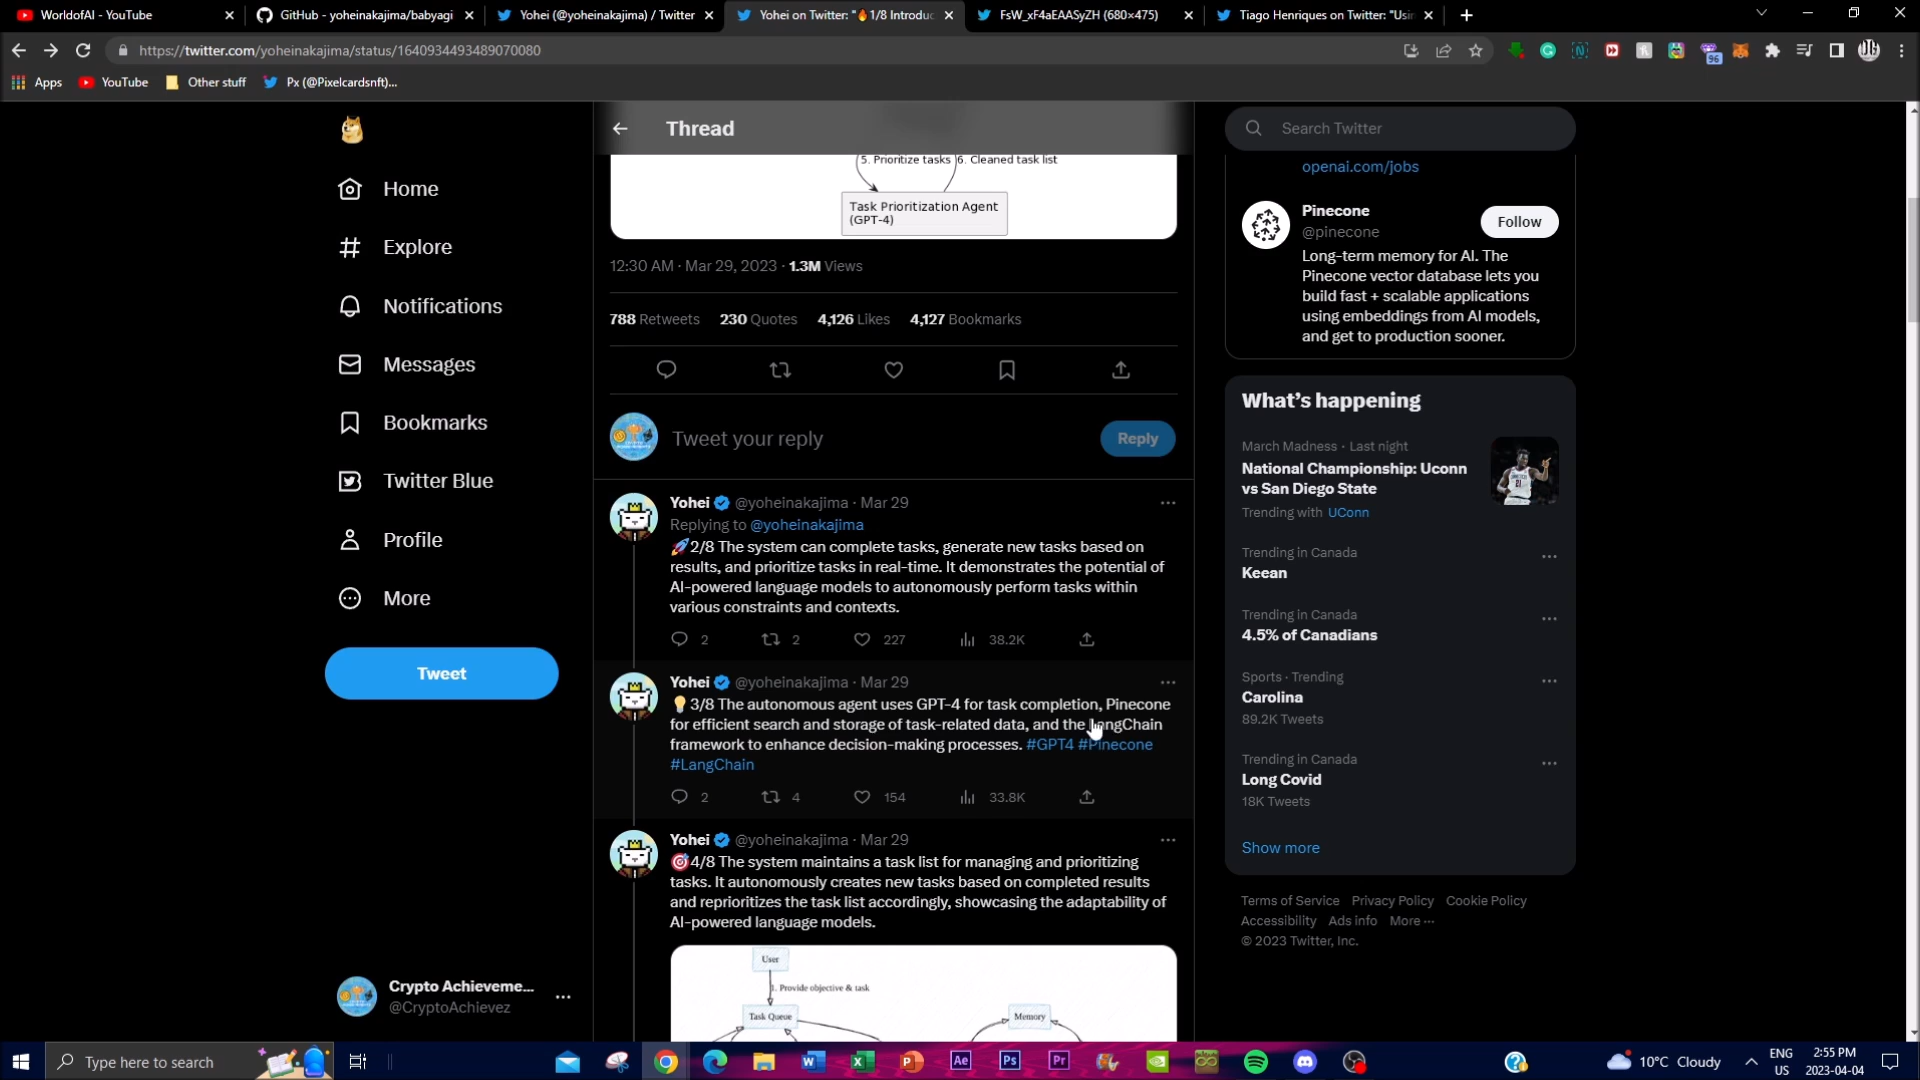 WorldofAI - YouTube
GitHub - yoheinakajima/babyagi
Yohei (@yoheinakajima) / Twitter
Yohei on Twitter: "🔥1/8 Introduc
FsW_xF4aEAASyZH (680×475)
Tiago Henriques on Twitter: "Usin
https://twitter.com/yoheinakajima/status/1640934493489070080
96
Apps
YouTube
Other stuff
Px (@Pixelcardsnft)...
Home
Explore
Notifications
Messages
Bookmarks
Twitter Blue
Profile
More
Tweet
Crypto Achieveme...
@CryptoAchievez
Thread
5. Prioritize tasks
6. Cleaned task list
Task Prioritization Agent
(GPT-4)
12:30 AM · Mar 29, 2023 · 1.3M Views
788 Retweets 230 Quotes 4,126 Likes 4,127 Bookmarks
Tweet your reply
Reply
Yohei @yoheinakajima · Mar 29
Replying to @yoheinakajima
🚀2/8 The system can complete tasks, generate new tasks based on
results, and prioritize tasks in real-time. It demonstrates the potential of
AI-powered language models to autonomously perform tasks within
various constraints and contexts.
2 2 227 38.2K
Yohei @yoheinakajima · Mar 29
💡3/8 The autonomous agent uses GPT-4 for task completion, Pinecone
for efficient search and storage of task-related data, and the LangChain
framework to enhance decision-making processes. #GPT4 #Pinecone
#LangChain
2 4 154 33.8K
Yohei @yoheinakajima · Mar 29
🎯4/8 The system maintains a task list for managing and prioritizing
tasks. It autonomously creates new tasks based on completed results
and reprioritizes the task list accordingly, showcasing the adaptability of
AI-powered language models.
User
1. Provide objective & task
Task Queue
Memory
Search Twitter
openai.com/jobs
Pinecone
@pinecone
Follow
Long-term memory for AI. The
Pinecone vector database lets you
build fast + scalable applications
using embeddings from AI models,
and get to production sooner.
What's happening
March Madness · Last night
National Championship: Uconn
vs San Diego State
Trending with UConn
Trending in Canada
Keean
Trending in Canada
4.5% of Canadians
Sports · Trending
Carolina
89.2K Tweets
Trending in Canada
Long Covid
18K Tweets
Show more
Terms of Service Privacy Policy Cookie Policy
Accessibility Ads info More ···
© 2023 Twitter, Inc.
Type here to search
10°C Cloudy
ENG
US
2:55 PM
2023-04-04